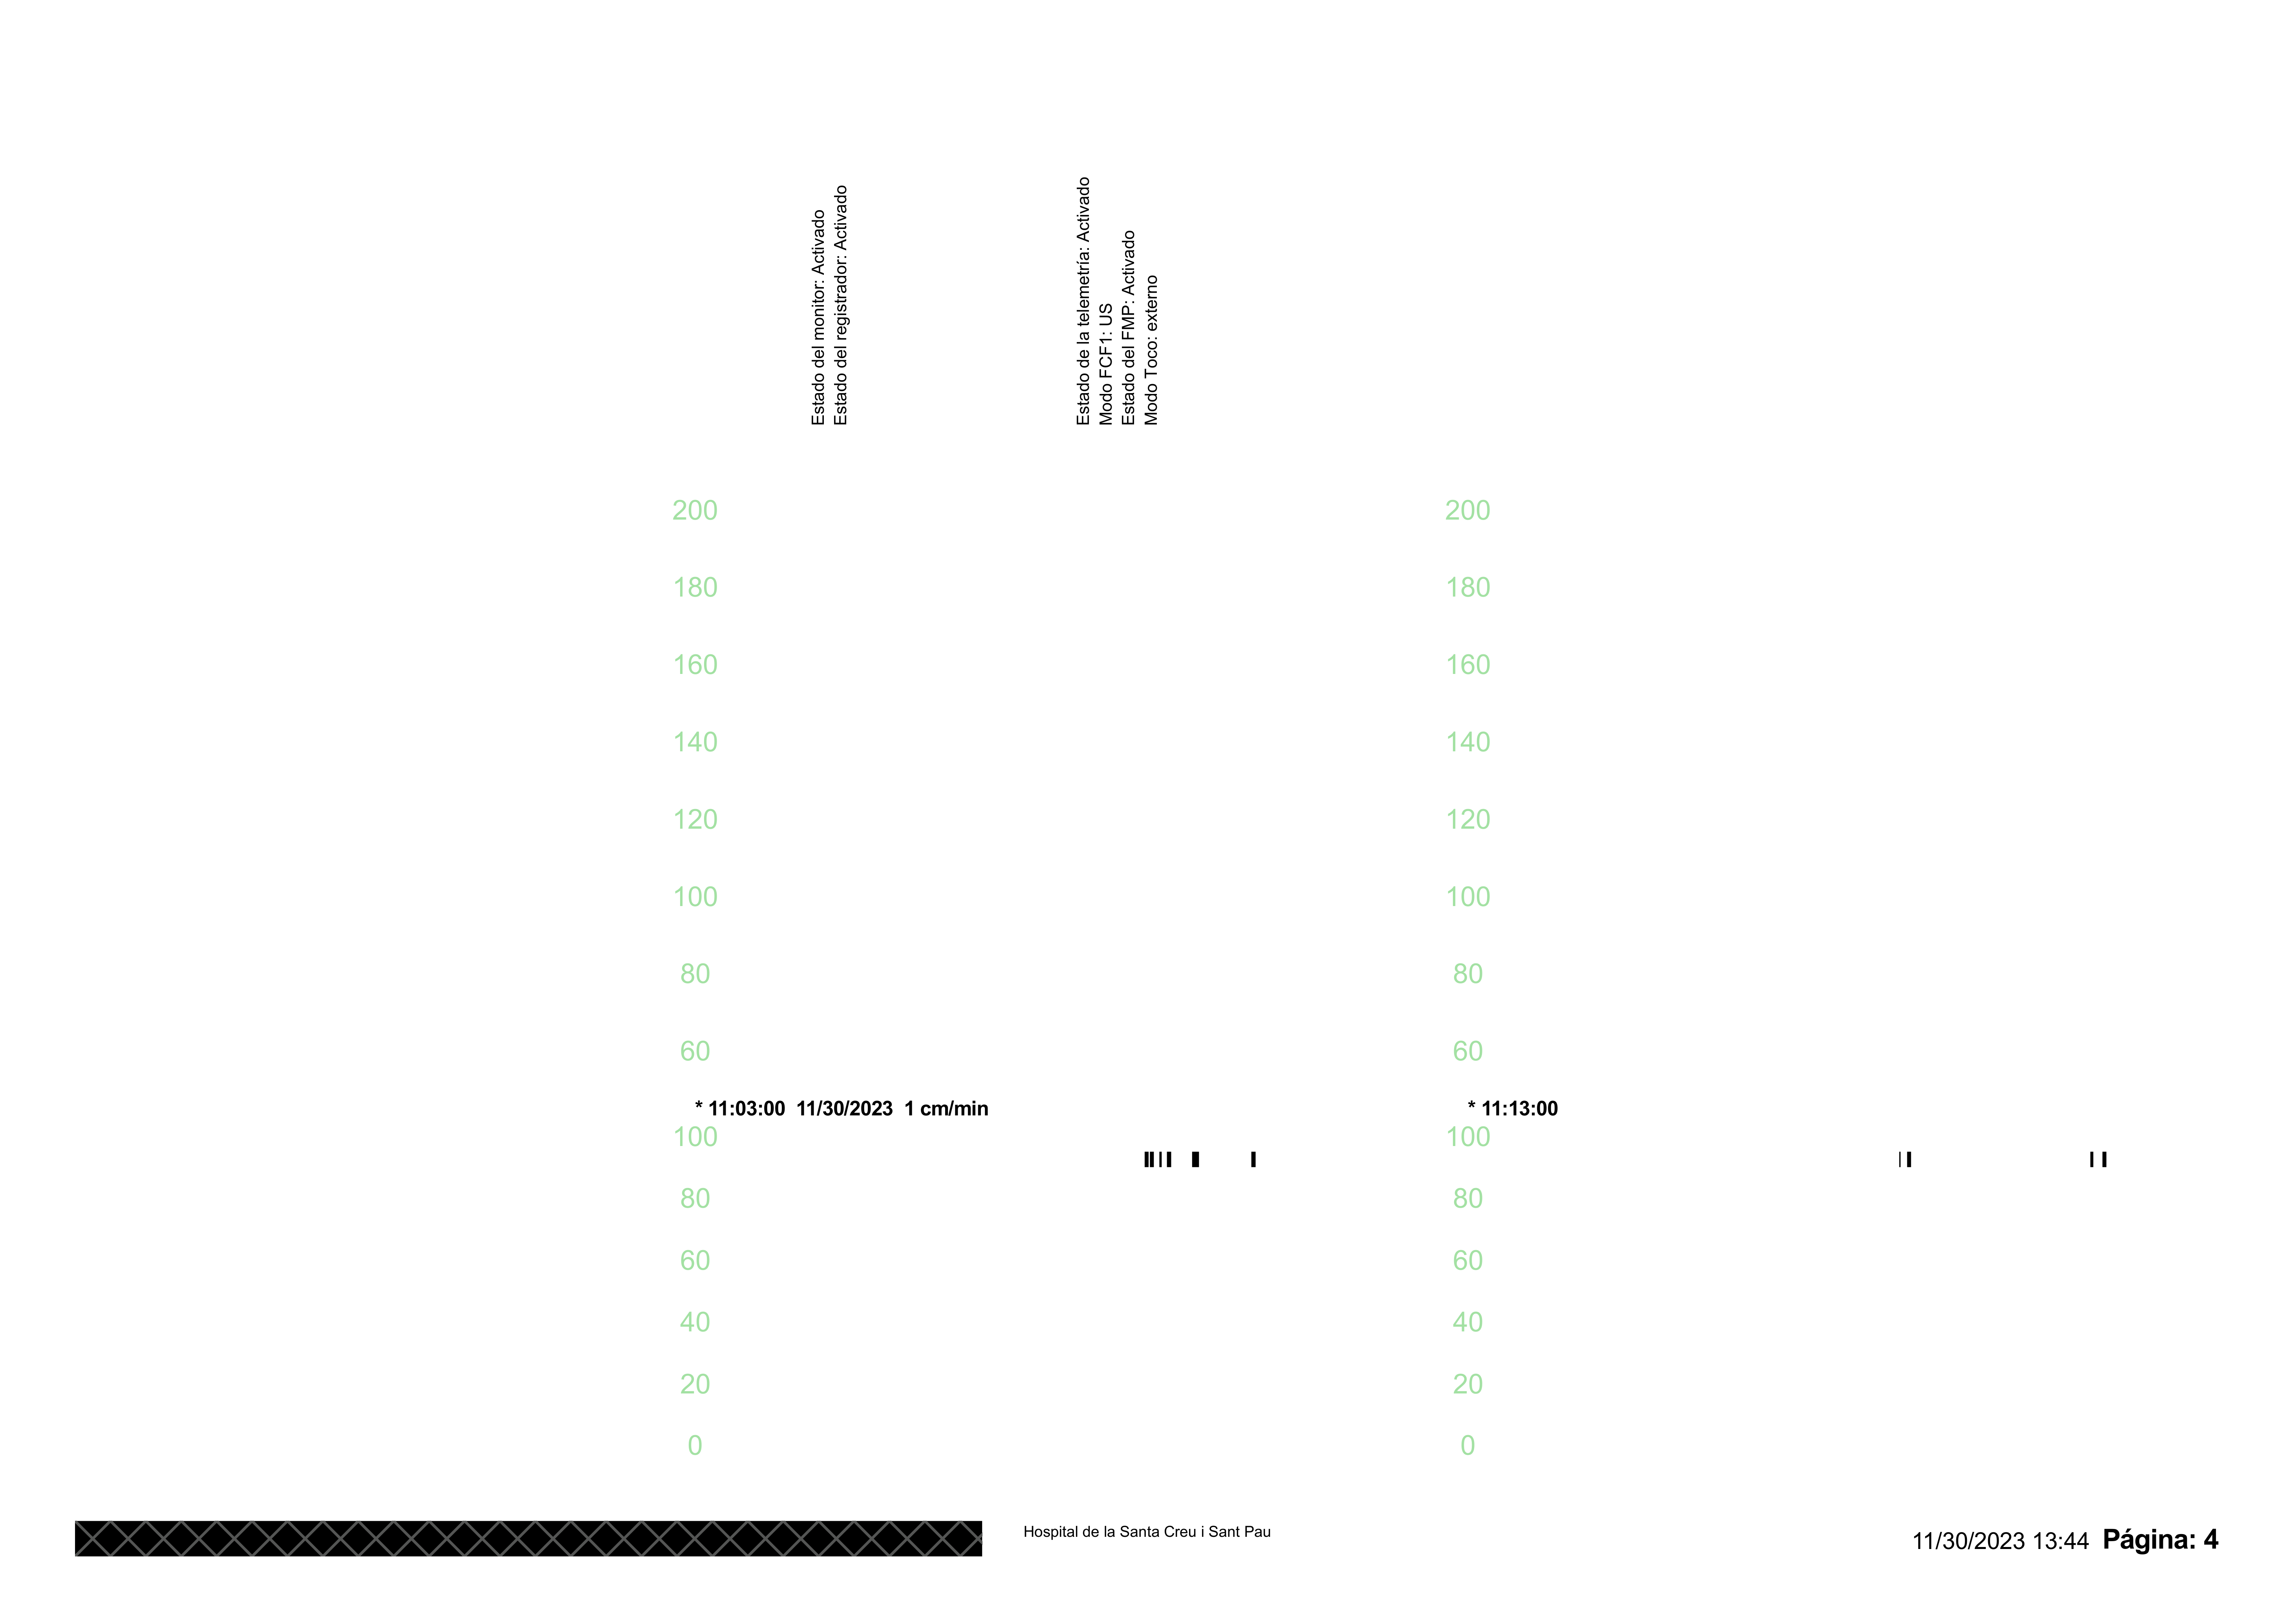 Estado del monitor: Activado
Estado del registrador: Activado
Estado de la telemetría: Activado
Modo FCF1: US
Estado del FMP: Activado
Modo Toco: externo
200 200
180 180
160 160
140 140
120 120
100 100
80 80
60 60
* 11:03:00 11/30/2023 1 cm/min * 11:13:00
100 100
80 80
60 60
40 40
20 20
0 0
Hospital de la Santa Creu i Sant Pau
11/30/2023 13:44 Página: 4